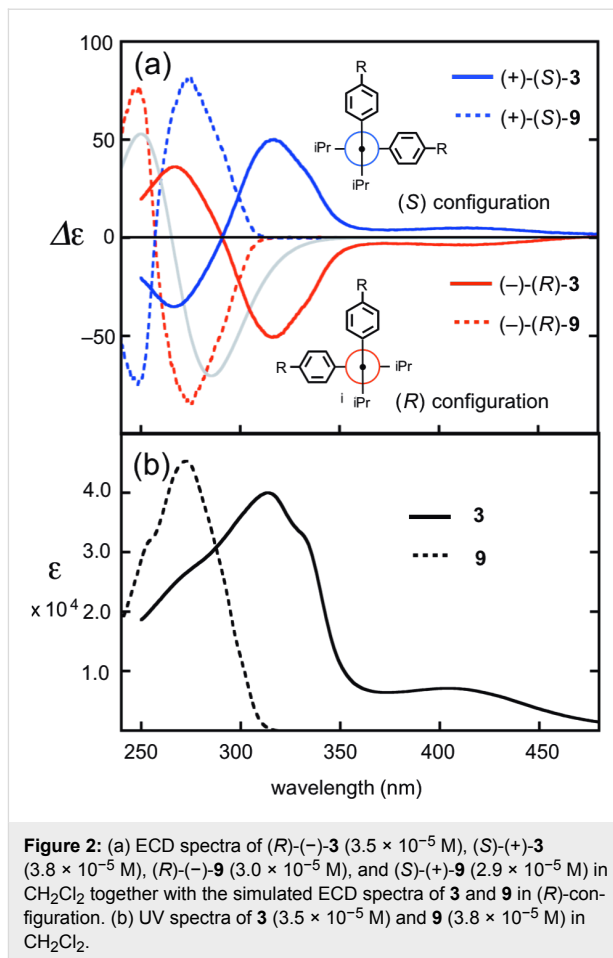 (a)
100
50
0
−50
Δε
R
iPr
R
iPr
(S) configuration
(+)-(S)-3
(+)-(S)-9
(−)-(R)-3
(−)-(R)-9
R
R
iPr
iPr
i
(R) configuration
(b)
4.0
3.0
ε
x 10⁴ 2.0
1.0
3
9
250 300 350 400 450
wavelength (nm)
Figure 2: (a) ECD spectra of (R)-(−)-3 (3.5 × 10⁻⁵ M), (S)-(+)-3
(3.8 × 10⁻⁵ M), (R)-(−)-9 (3.0 × 10⁻⁵ M), and (S)-(+)-9 (2.9 × 10⁻⁵ M) in
CH₂Cl₂ together with the simulated ECD spectra of 3 and 9 in (R)-con-
figuration. (b) UV spectra of 3 (3.5 × 10⁻⁵ M) and 9 (3.8 × 10⁻⁵ M) in
CH₂Cl₂.